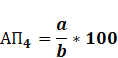 АП₄ = a/b * 100